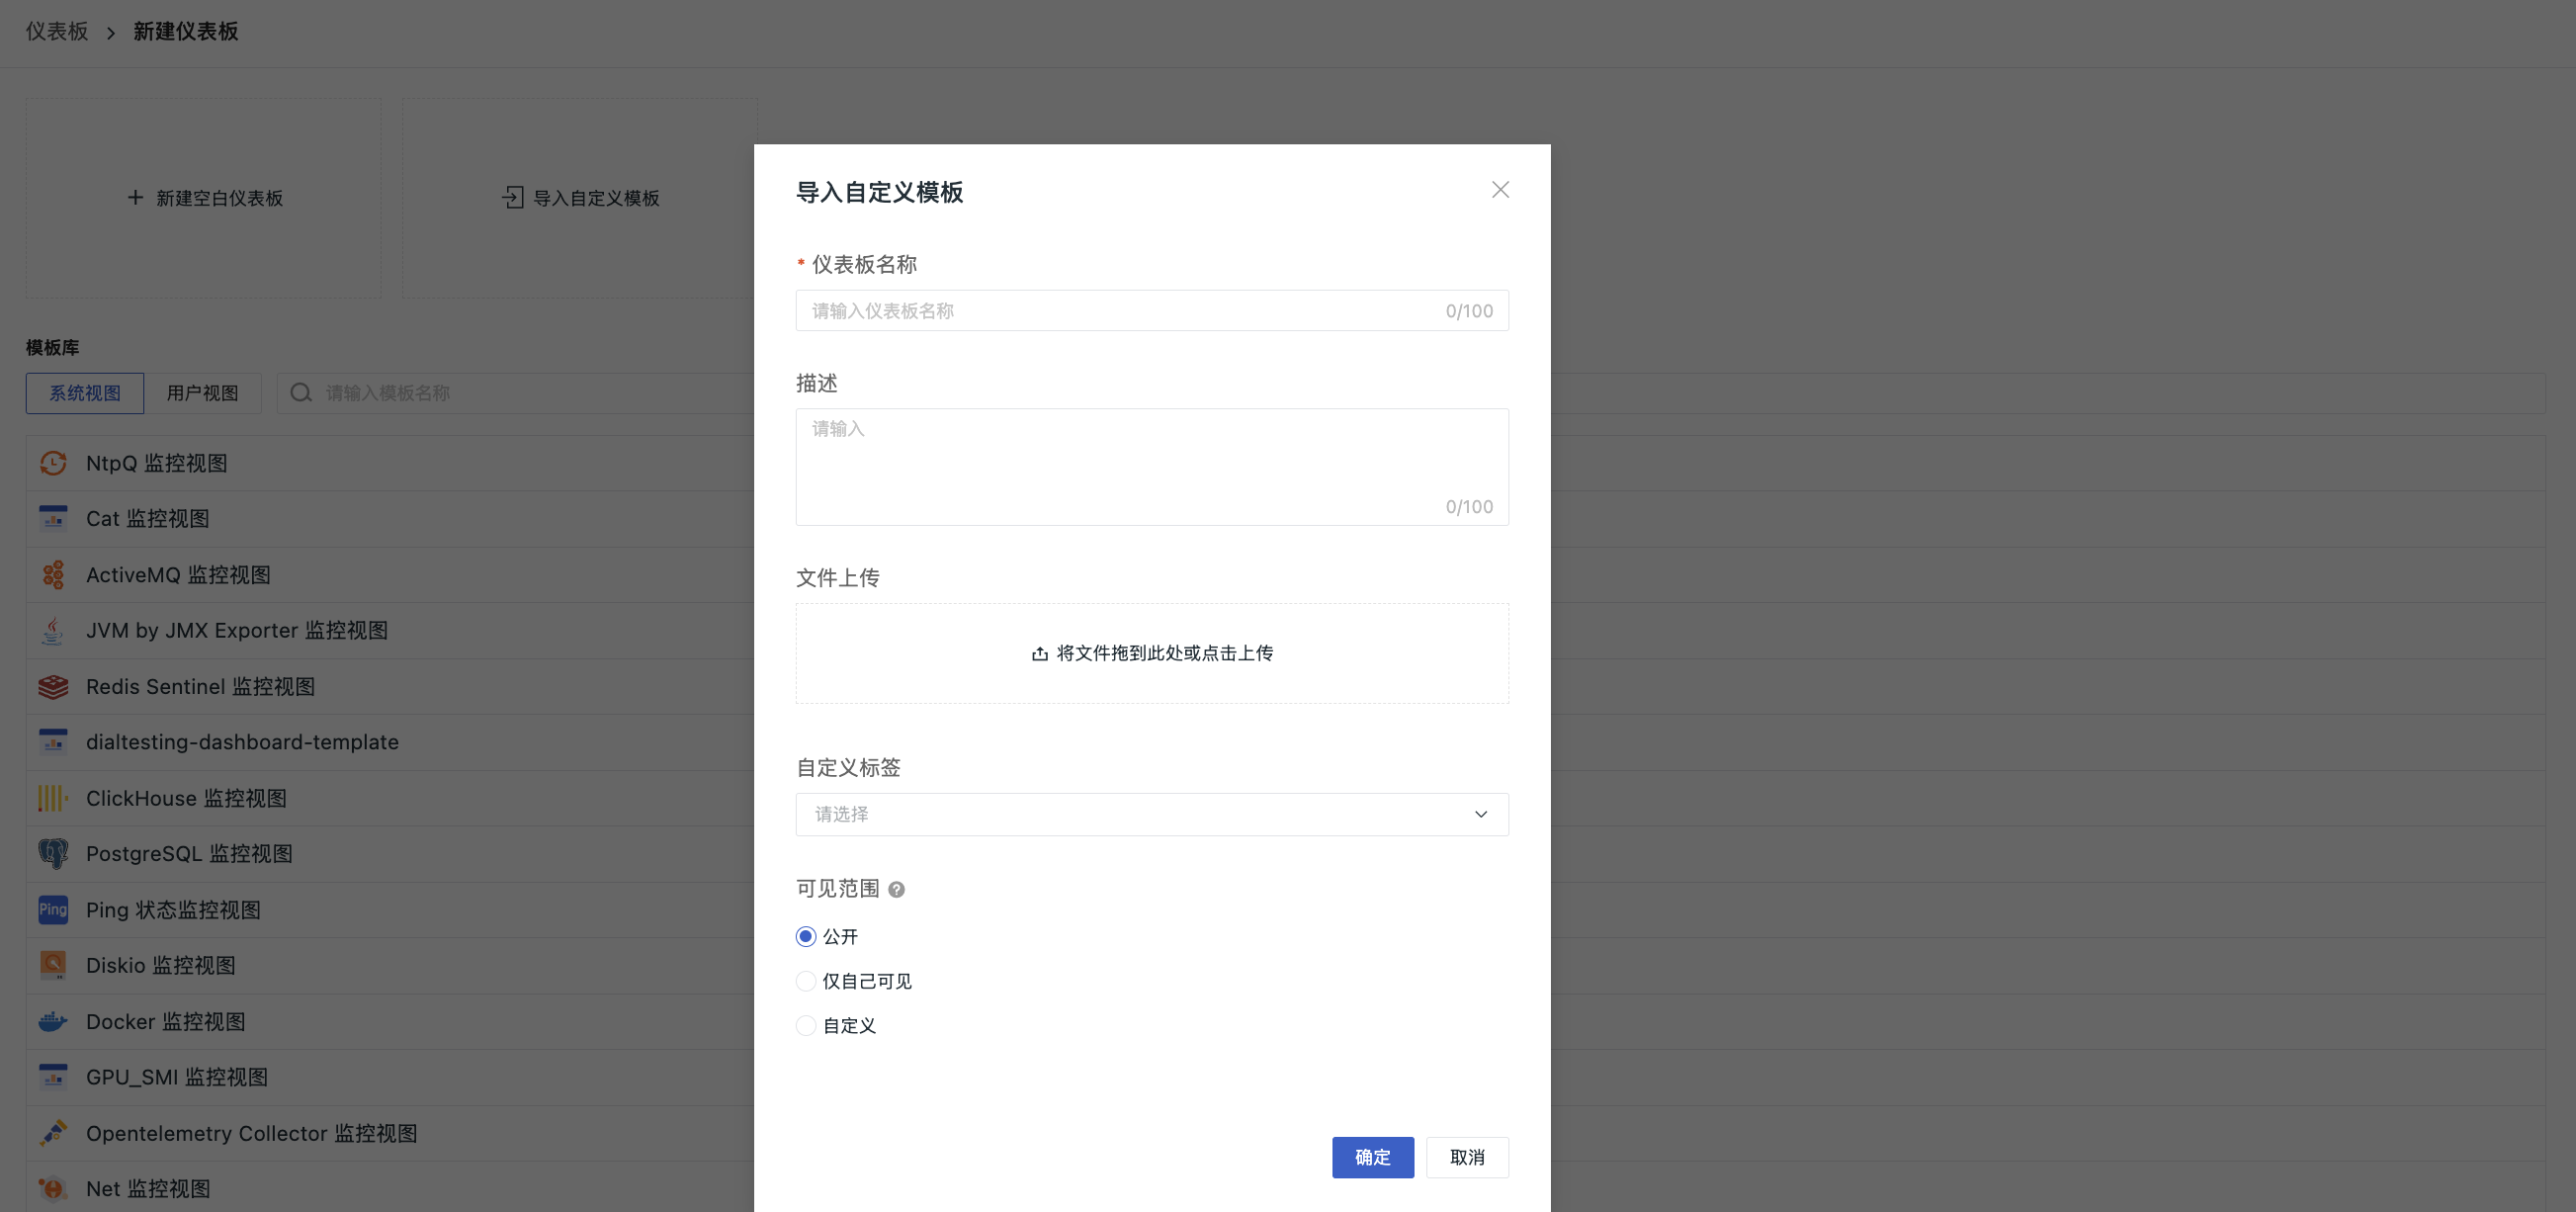 仪表板 > 新建仪表板
+ 新建空白仪表板
导入自定义模板
模板库
系统视图
用户视图
请输入模板名称
NtpQ 监控视图
Cat 监控视图
ActiveMQ 监控视图
JVM by JMX Exporter 监控视图
Redis Sentinel 监控视图
dialtesting-dashboard-template
ClickHouse 监控视图
PostgreSQL 监控视图
Ping
Ping 状态监控视图
Diskio 监控视图
Docker 监控视图
GPU_SMI 监控视图
Opentelemetry Collector 监控视图
Net 监控视图
导入自定义模板
* 仪表板名称
请输入仪表板名称
0/100
描述
请输入
0/100
文件上传
将文件拖到此处或点击上传
自定义标签
请选择
可见范围 ?
公开
仅自己可见
自定义
确定
取消